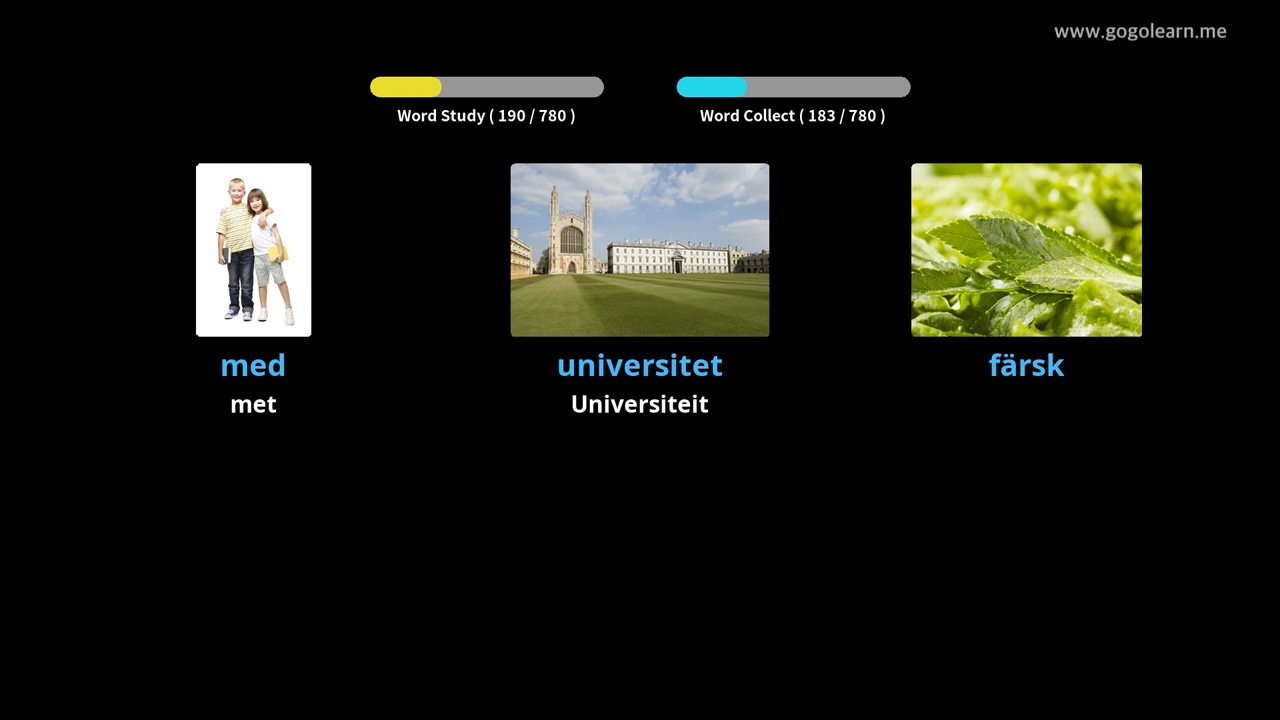 www.gogolearn.me
Word Study ( 190 / 780 )
Word Collect ( 183 / 780 )
med
universitet
färsk
met
Universiteit